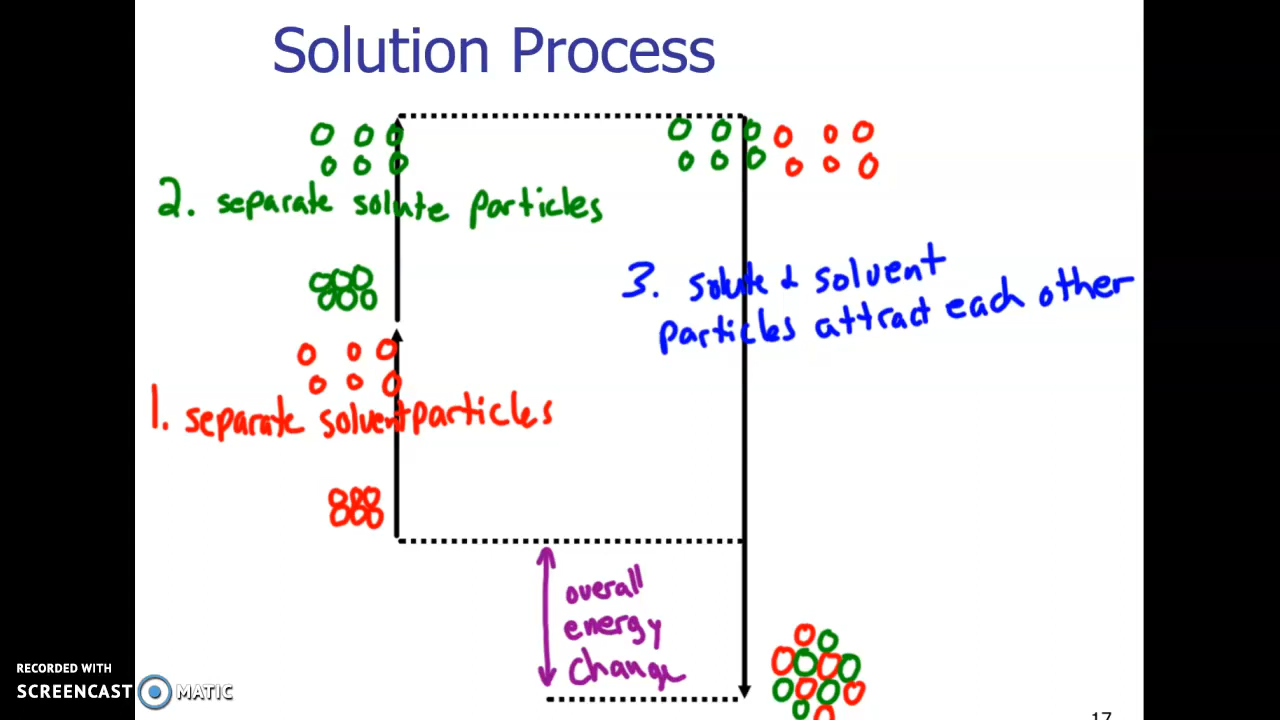 Solution Process
2. separate solute particles
3. solute & solvent
particles attract each other
1. separate solvent particles
overall
energy
change
RECORDED WITH
SCREENCAST MATIC
17